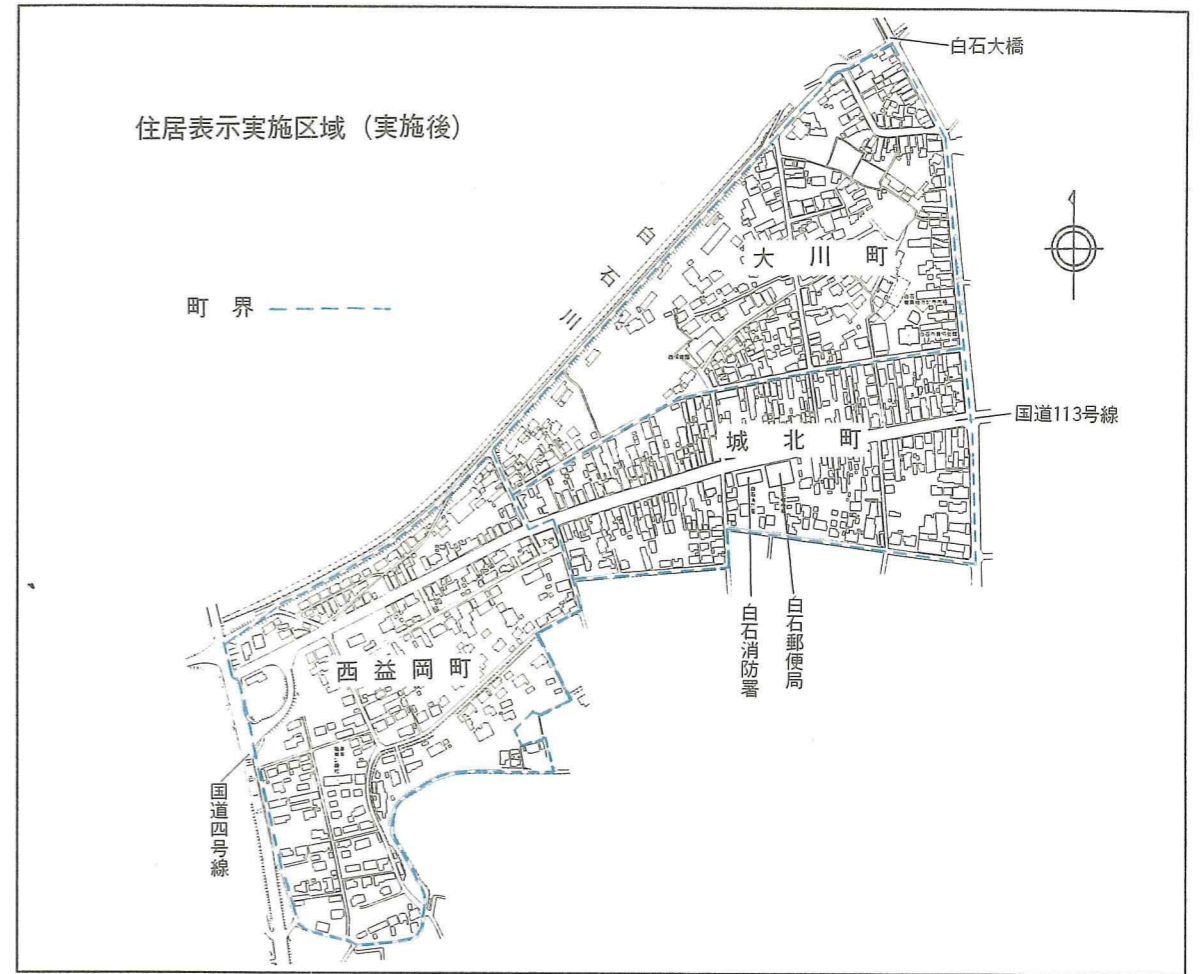 白石大橋
住居表示実施区域（実施後）
白石川
大川町
町界
国道113号線
城北町
白石消防署
白石郵便局
西益岡町
国道四号線